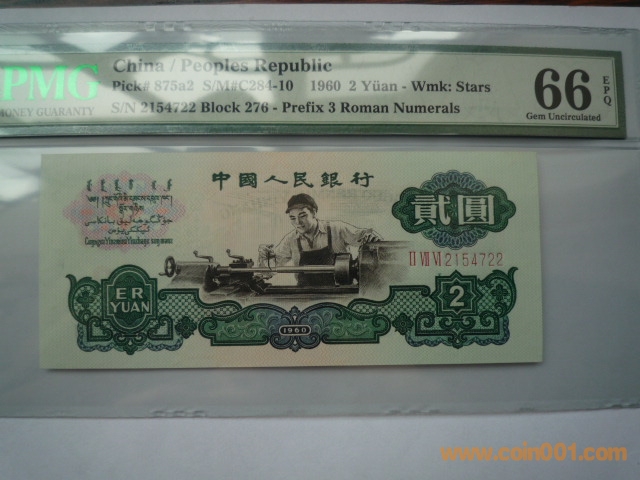 China / Peoples Republic
PMG
Pick# 875a2 S/M#C284-10 1960 2 Yüan - Wmk: Stars
MONEY GUARANTY
S/N 2154722 Block 276 - Prefix 3 Roman Numerals
66 EPQ
Gem Uncirculated
中國人民銀行
貳圓
II VII VI 2154722
ER
YUAN
2
1960
www.coin001.com